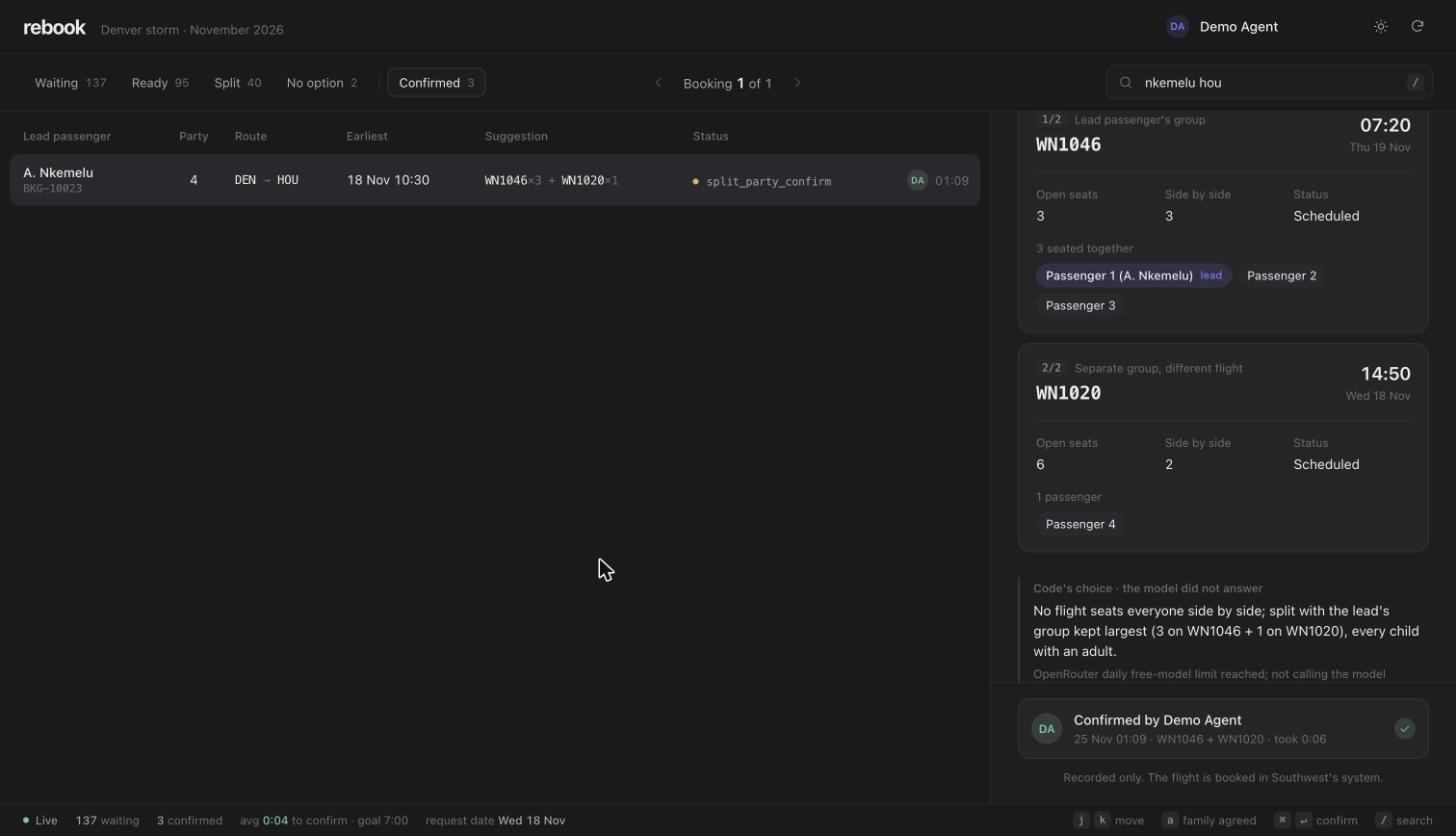 rebook Denver storm · November 2026
DA Demo Agent
Waiting 137 Ready 95 Split 40 No option 2 Confirmed 3
Booking 1 of 1
nkemelu hou /
Lead passenger Party Route Earliest Suggestion Status
A. Nkemelu
BKG-10023
4 DEN → HOU 18 Nov 10:30 WN1046×3 + WN1020×1 split_party_confirm DA 01:09
1/2 Lead passenger's group 07:20
WN1046 Thu 19 Nov
Open seats Side by side Status
3 3 Scheduled
3 seated together
Passenger 1 (A. Nkemelu) lead Passenger 2
Passenger 3
2/2 Separate group, different flight 14:50
WN1020 Wed 18 Nov
Open seats Side by side Status
6 2 Scheduled
1 passenger
Passenger 4
Code's choice · the model did not answer
No flight seats everyone side by side; split with the lead's
group kept largest (3 on WN1046 + 1 on WN1020), every child
with an adult.
OpenRouter daily free-model limit reached; not calling the model
DA Confirmed by Demo Agent
25 Nov 01:09 · WN1046 + WN1020 · took 0:06
Recorded only. The flight is booked in Southwest's system.
Live 137 waiting 3 confirmed avg 0:04 to confirm · goal 7:00 request date Wed 18 Nov
j k move a family agreed ⌘ ↵ confirm / search